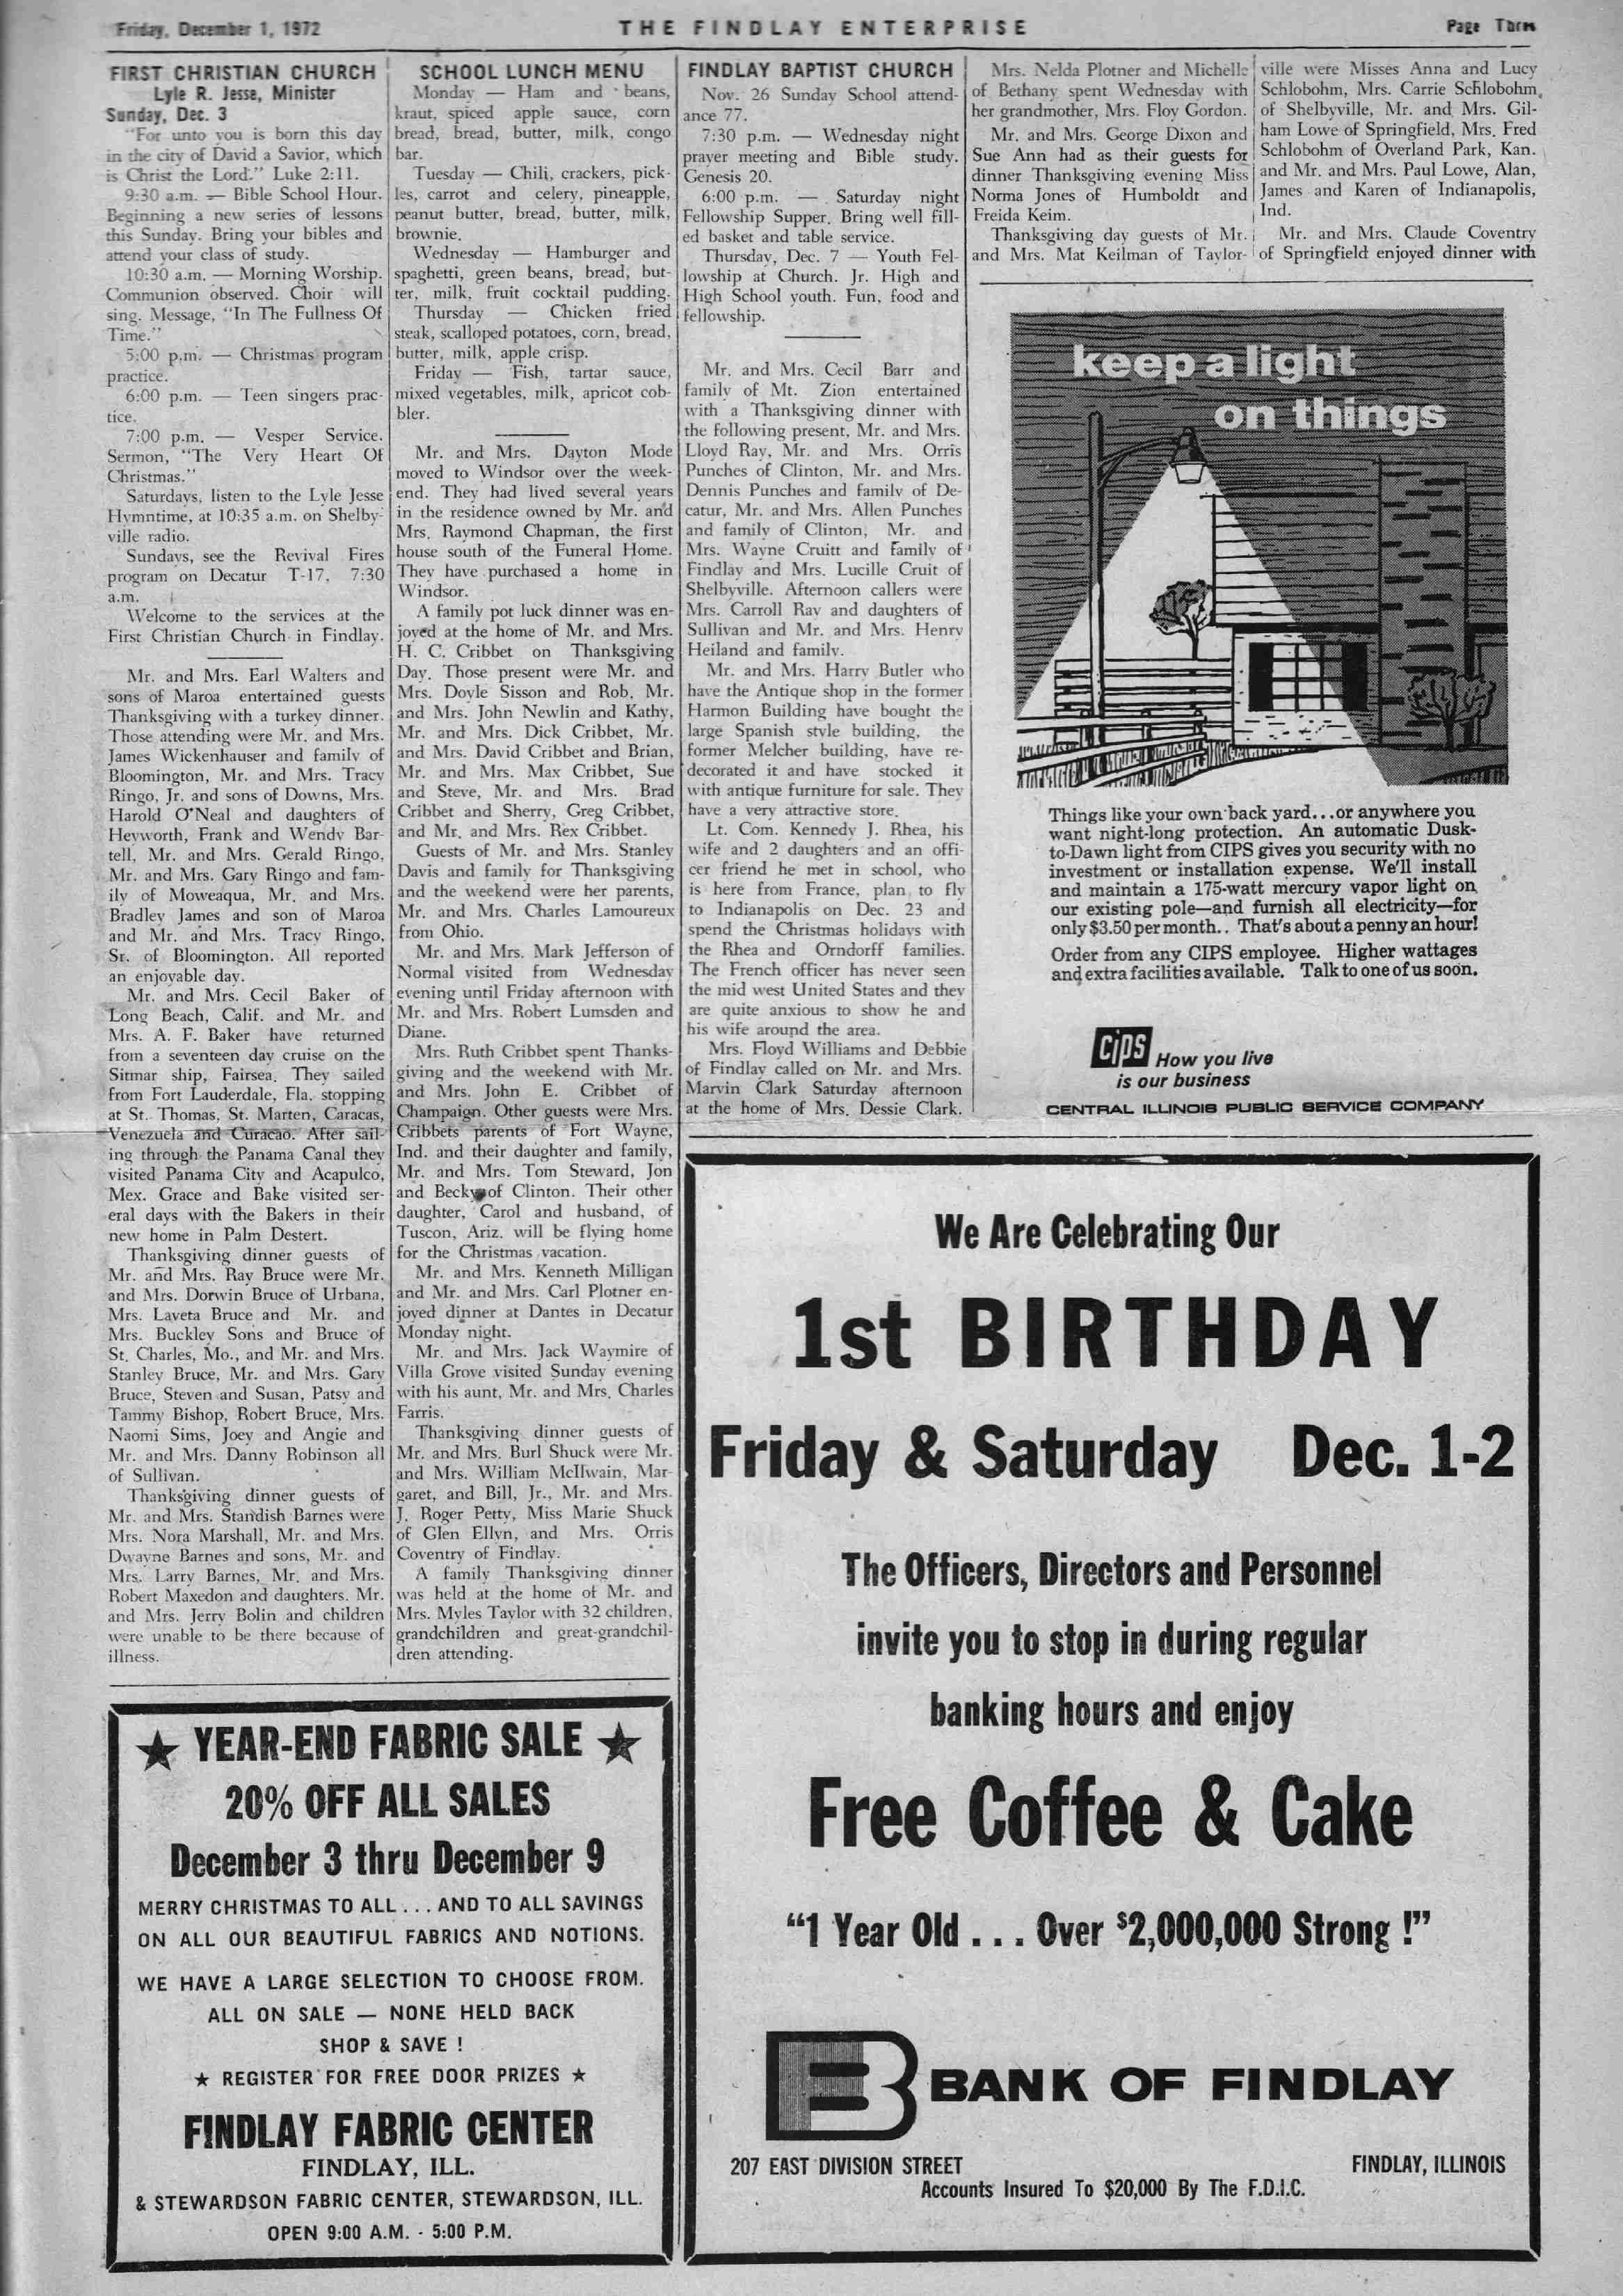 Friday, December 1, 1972
THE FINDLAY ENTERPRISE
Page Three
FIRST CHRISTIAN CHURCH
Lyle R. Jesse, Minister
Sunday, Dec. 3
"For unto you is born this day
in the city of David a Savior, which
is Christ the Lord." Luke 2:11.
9:30 a.m. — Bible School Hour.
Beginning a new series of lessons
this Sunday. Bring your bibles and
attend your class of study.
10:30 a.m. — Morning Worship.
Communion observed. Choir will
sing. Message, "In The Fullness Of
Time."
5:00 p.m. — Christmas program
practice.
6:00 p.m. — Teen singers prac-
tice.
7:00 p.m. — Vesper Service.
Sermon, "The Very Heart Of
Christmas."
Saturdays, listen to the Lyle Jesse
Hymntime, at 10:35 a.m. on Shelby-
ville radio.
Sundays, see the Revival Fires
program on Decatur T-17, 7:30
a.m.
Welcome to the services at the
First Christian Church in Findlay.
Mr. and Mrs. Earl Walters and
sons of Maroa entertained guests
Thanksgiving with a turkey dinner.
Those attending were Mr. and Mrs.
James Wickenhauser and family of
Bloomington, Mr. and Mrs. Tracy
Ringo, Jr. and sons of Downs, Mrs.
Harold O'Neal and daughters of
Heyworth, Frank and Wendy Bar-
tell, Mr. and Mrs. Gerald Ringo,
Mr. and Mrs. Gary Ringo and fam-
ily of Moweaqua, Mr. and Mrs.
Bradley James and son of Maroa
and Mr. and Mrs. Tracy Ringo,
Sr. of Bloomington. All reported
an enjoyable day.
Mr. and Mrs. Cecil Baker of
Long Beach, Calif. and Mr. and
Mrs. A. F. Baker have returned
from a seventeen day cruise on the
Sitmar ship, Fairsea. They sailed
from Fort Lauderdale, Fla. stopping
at St. Thomas, St. Marten, Caracas,
Venezuela and Curacao. After sail-
ing through the Panama Canal they
visited Panama City and Acapulco,
Mex. Grace and Bake visited ser-
eral days with the Bakers in their
new home in Palm Destert.
Thanksgiving dinner guests of
Mr. and Mrs. Ray Bruce were Mr.
and Mrs. Dorwin Bruce of Urbana,
Mrs. Laveta Bruce and Mr. and
Mrs. Buckley Sons and Bruce of
St. Charles, Mo., and Mr. and Mrs.
Stanley Bruce, Mr. and Mrs. Gary
Bruce, Steven and Susan, Patsy and
Tammy Bishop, Robert Bruce, Mrs.
Naomi Sims, Joey and Angie and
Mr. and Mrs. Danny Robinson all
of Sullivan.
Thanksgiving dinner guests of
Mr. and Mrs. Standish Barnes were
Mrs. Nora Marshall, Mr. and Mrs.
Dwayne Barnes and sons, Mr. and
Mrs. Larry Barnes, Mr. and Mrs.
Robert Maxedon and daughters. Mr.
and Mrs. Jerry Bolin and children
were unable to be there because of
illness.
SCHOOL LUNCH MENU
Monday — Ham and beans,
kraut, spiced apple sauce, corn
bread, bread, butter, milk, congo
bar.
Tuesday — Chili, crackers, pick-
les, carrot and celery, pineapple,
peanut butter, bread, butter, milk,
brownie.
Wednesday — Hamburger and
spaghetti, green beans, bread, but-
ter, milk, fruit cocktail pudding.
Thursday — Chicken fried
steak, scalloped potatoes, corn, bread,
butter, milk, apple crisp.
Friday — Fish, tartar sauce,
mixed vegetables, milk, apricot cob-
bler.
Mr. and Mrs. Dayton Mode
moved to Windsor over the week-
end. They had lived several years
in the residence owned by Mr. and
Mrs. Raymond Chapman, the first
house south of the Funeral Home.
They have purchased a home in
Windsor.
A family pot luck dinner was en-
joyed at the home of Mr. and Mrs.
H. C. Cribbet on Thanksgiving
Day. Those present were Mr. and
Mrs. Doyle Sisson and Rob, Mr.
and Mrs. John Newlin and Kathy,
Mr. and Mrs. Dick Cribbet, Mr.
and Mrs. David Cribbet and Brian,
Mr. and Mrs. Max Cribbet, Sue
and Steve, Mr. and Mrs. Brad
Cribbet and Sherry, Greg Cribbet,
and Mr. and Mrs. Rex Cribbet.
Guests of Mr. and Mrs. Stanley
Davis and family for Thanksgiving
and the weekend were her parents,
Mr. and Mrs. Charles Lamoureux
from Ohio.
Mr. and Mrs. Mark Jefferson of
Normal visited from Wednesday
evening until Friday afternoon with
Mr. and Mrs. Robert Lumsden and
Diane.
Mrs. Ruth Cribbet spent Thanks-
giving and the weekend with Mr.
and Mrs. John E. Cribbet of
Champaign. Other guests were Mrs.
Cribbets parents of Fort Wayne,
Ind. and their daughter and family,
Mr. and Mrs. Tom Steward, Jon
and Becky of Clinton. Their other
daughter, Carol and husband, of
Tuscon, Ariz. will be flying home
for the Christmas vacation.
Mr. and Mrs. Kenneth Milligan
and Mr. and Mrs. Carl Plotner en-
joyed dinner at Dantes in Decatur
Monday night.
Mr. and Mrs. Jack Waymire of
Villa Grove visited Sunday evening
with his aunt, Mr. and Mrs. Charles
Farris.
Thanksgiving dinner guests of
Mr. and Mrs. Burl Shuck were Mr.
and Mrs. William McIlwain, Mar-
garet, and Bill, Jr., Mr. and Mrs.
J. Roger Petty, Miss Marie Shuck
of Glen Ellyn, and Mrs. Orris
Coventry of Findlay.
A family Thanksgiving dinner
was held at the home of Mr. and
Mrs. Myles Taylor with 32 children,
grandchildren and great-grandchil-
dren attending.
FINDLAY BAPTIST CHURCH
Nov. 26 Sunday School attend-
ance 77.
7:30 p.m. — Wednesday night
prayer meeting and Bible study.
Genesis 20.
6:00 p.m. — Saturday night
Fellowship Supper. Bring well fill-
ed basket and table service.
Thursday, Dec. 7 — Youth Fel-
lowship at Church. Jr. High and
High School youth. Fun, food and
fellowship.
Mr. and Mrs. Cecil Barr and
family of Mt. Zion entertained
with a Thanksgiving dinner with
the following present, Mr. and Mrs.
Lloyd Ray, Mr. and Mrs. Orris
Punches of Clinton, Mr. and Mrs.
Dennis Punches and family of De-
catur, Mr. and Mrs. Allen Punches
and family of Clinton, Mr. and
Mrs. Wayne Cruitt and family of
Findlay and Mrs. Lucille Cruit of
Shelbyville. Afternoon callers were
Mrs. Carroll Ray and daughters of
Sullivan and Mr. and Mrs. Henry
Heiland and family.
Mr. and Mrs. Harry Butler who
have the Antique shop in the former
Harmon Building have bought the
large Spanish style building, the
former Melcher building, have re-
decorated it and have stocked it
with antique furniture for sale. They
have a very attractive store.
Lt. Com. Kennedy J. Rhea, his
wife and 2 daughters and an offi-
cer friend he met in school, who
is here from France, plan to fly
to Indianapolis on Dec. 23 and
spend the Christmas holidays with
the Rhea and Orndorff families.
The French officer has never seen
the mid west United States and they
are quite anxious to show he and
his wife around the area.
Mrs. Floyd Williams and Debbie
of Findlay called on Mr. and Mrs.
Marvin Clark Saturday afternoon
at the home of Mrs. Dessie Clark.
Mrs. Nelda Plotner and Michelle
of Bethany spent Wednesday with
her grandmother, Mrs. Floy Gordon.
Mr. and Mrs. George Dixon and
Sue Ann had as their guests for
dinner Thanksgiving evening Miss
Norma Jones of Humboldt and
Freida Keim.
Thanksgiving day guests of Mr.
and Mrs. Mat Keilman of Taylor-
ville were Misses Anna and Lucy
Schlobohm, Mrs. Carrie Schlobohm,
of Shelbyville, Mr. and Mrs. Gil-
ham Lowe of Springfield, Mrs. Fred
Schlobohm of Overland Park, Kan.
and Mr. and Mrs. Paul Lowe, Alan,
James and Karen of Indianapolis,
Ind.
Mr. and Mrs. Claude Coventry
of Springfield enjoyed dinner with
keep a light
on things
Things like your own back yard...or anywhere you
want night-long protection. An automatic Dusk-
to-Dawn light from CIPS gives you security with no
investment or installation expense. We'll install
and maintain a 175-watt mercury vapor light on
our existing pole—and furnish all electricity—for
only $3.50 per month.. That's about a penny an hour!
Order from any CIPS employee. Higher wattages
and extra facilities available. Talk to one of us soon.
CIPS How you live
is our business
CENTRAL ILLINOIS PUBLIC SERVICE COMPANY
★ YEAR-END FABRIC SALE ★
20% OFF ALL SALES
December 3 thru December 9
MERRY CHRISTMAS TO ALL . . . AND TO ALL SAVINGS
ON ALL OUR BEAUTIFUL FABRICS AND NOTIONS.
WE HAVE A LARGE SELECTION TO CHOOSE FROM.
ALL ON SALE — NONE HELD BACK
SHOP & SAVE !
★ REGISTER FOR FREE DOOR PRIZES ★
FINDLAY FABRIC CENTER
FINDLAY, ILL.
& STEWARDSON FABRIC CENTER, STEWARDSON, ILL.
OPEN 9:00 A.M. - 5:00 P.M.
We Are Celebrating Our
1st BIRTHDAY
Friday & Saturday Dec. 1-2
The Officers, Directors and Personnel
invite you to stop in during regular
banking hours and enjoy
Free Coffee & Cake
"1 Year Old . . . Over $2,000,000 Strong !"
BANK OF FINDLAY
207 EAST DIVISION STREET
FINDLAY, ILLINOIS
Accounts Insured To $20,000 By The F.D.I.C.